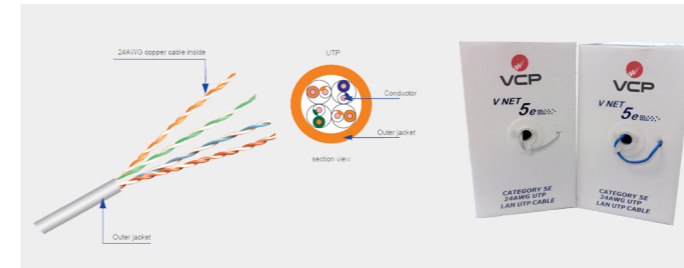 24AWG copper cable inside
Outer jacket
UTP
Conductor
Outer jacket
section view
VCP
V NET
5e
CATEGORY 5E
24AWG UTP
LAN UTP CABLE
VCP
V NET
5e
CATEGORY 5E
24AWG UTP
LAN UTP CABLE